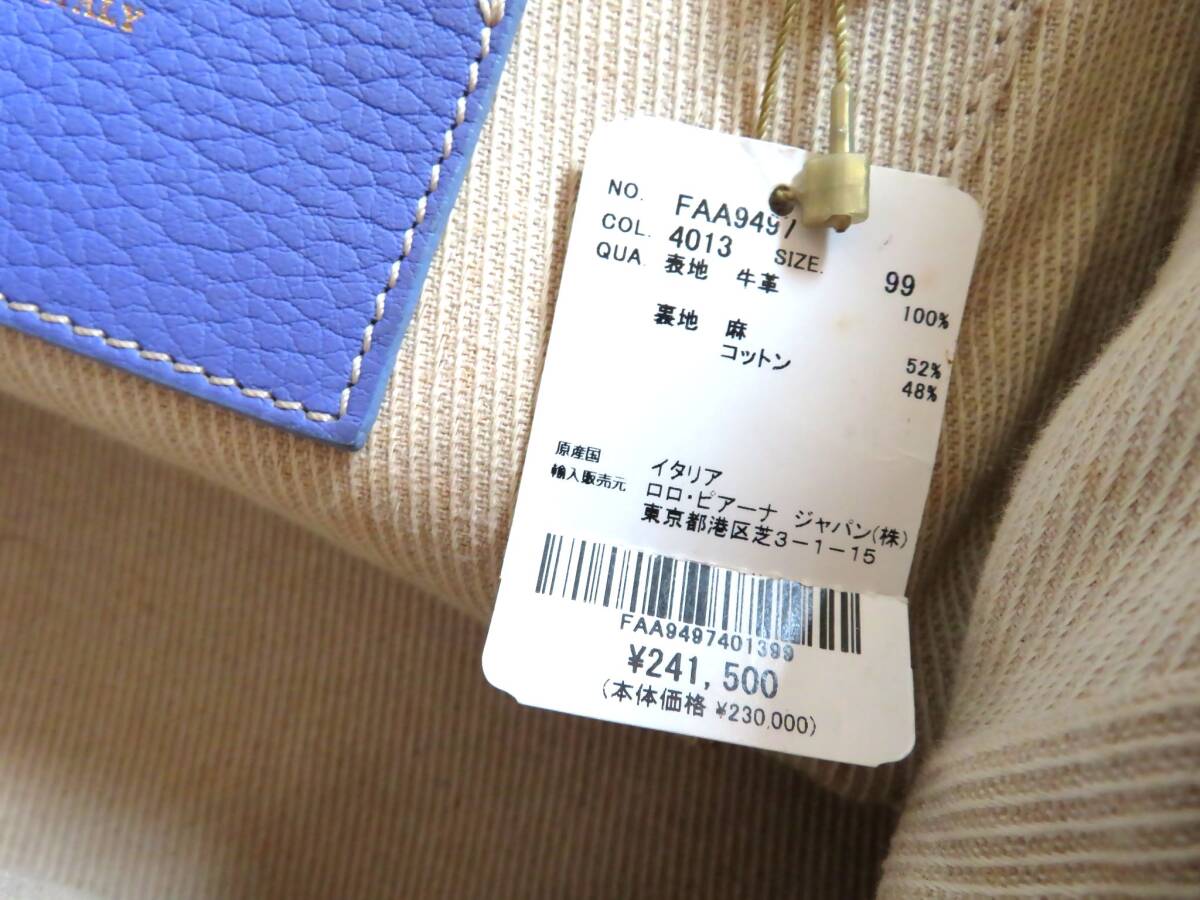 ITALY
NO. FAA9497
COL. 4013 SIZE. 99
QUA. 表地 牛革 100%
裏地 麻 52%
コットン 48%
原産国 イタリア
輸入販売元 ロロ・ピアーナ ジャパン(株)
東京都港区芝3-1-15
FAA9497401399
¥241,500
(本体価格 ¥230,000)